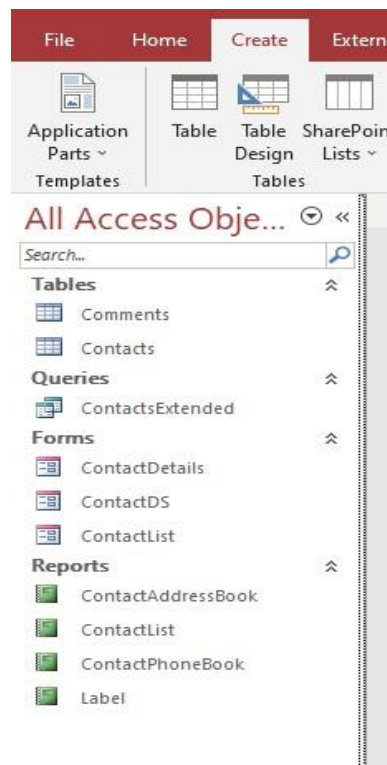 File Home Create Extern
Application Parts Table Table Design SharePoin Lists
Templates Tables
All Access Obje...
Search...
Tables
Comments
Contacts
Queries
ContactsExtended
Forms
ContactDetails
ContactDS
ContactList
Reports
ContactAddressBook
ContactList
ContactPhoneBook
Label